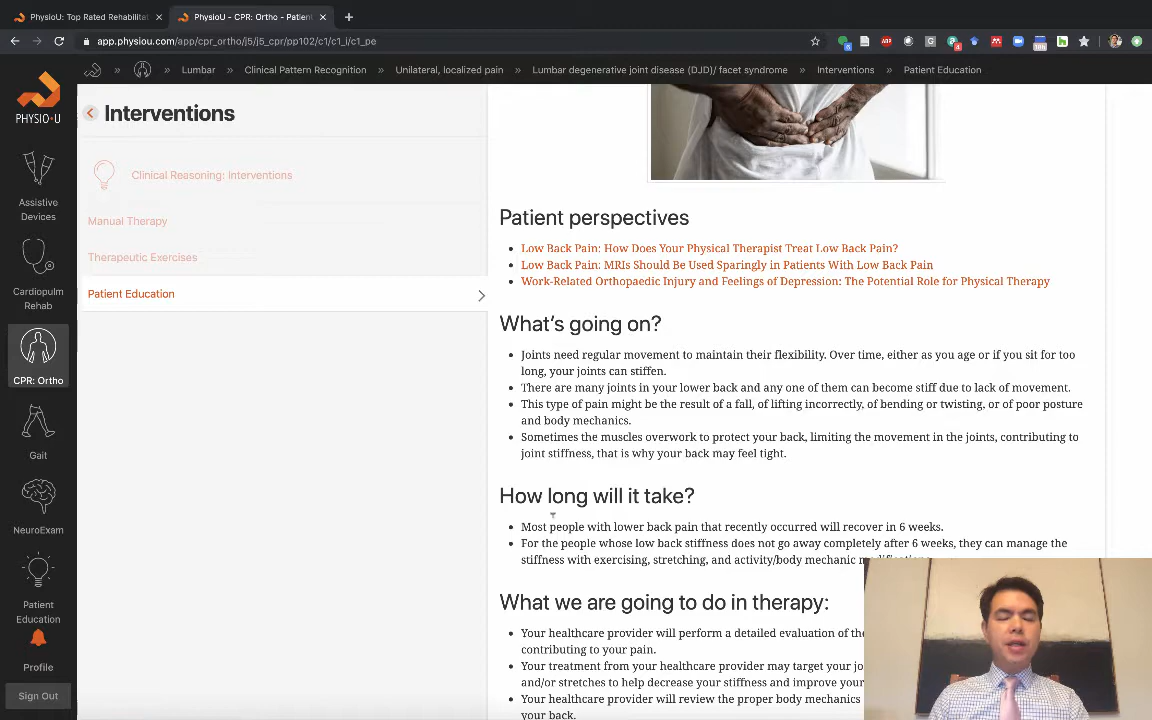 PhysioU: Top Rated Rehabilitat
PhysioU - CPR: Ortho - Patien
app.physiou.com/app/cpr_ortho/j5/j5_cpr/pp102/c1/c1_i/c1_pe
» » Lumbar » Clinical Pattern Recognition » Unilateral, localized pain » Lumbar degenerative joint disease (DJD)/ facet syndrome » Interventions » Patient Education
PHYSIO U
Assistive
Devices
Cardiopulm
Rehab
CPR: Ortho
Gait
NeuroExam
Patient
Education
Profile
Sign Out
Interventions
Clinical Reasoning: Interventions
Manual Therapy
Therapeutic Exercises
Patient Education
Patient perspectives
• Low Back Pain: How Does Your Physical Therapist Treat Low Back Pain?
• Low Back Pain: MRIs Should Be Used Sparingly in Patients With Low Back Pain
• Work-Related Orthopaedic Injury and Feelings of Depression: The Potential Role for Physical Therapy
What's going on?
• Joints need regular movement to maintain their flexibility. Over time, either as you age or if you sit for too
long, your joints can stiffen.
• There are many joints in your lower back and any one of them can become stiff due to lack of movement.
• This type of pain might be the result of a fall, of lifting incorrectly, of bending or twisting, or of poor posture
and body mechanics.
• Sometimes the muscles overwork to protect your back, limiting the movement in the joints, contributing to
joint stiffness, that is why your back may feel tight.
How long will it take?
• Most people with lower back pain that recently occurred will recover in 6 weeks.
• For the people whose low back stiffness does not go away completely after 6 weeks, they can manage the
stiffness with exercising, stretching, and activity/body mechanic
What we are going to do in therapy:
• Your healthcare provider will perform a detailed evaluation of the
contributing to your pain.
• Your treatment from your healthcare provider may target your jo
and/or stretches to help decrease your stiffness and improve your
• Your healthcare provider will review the proper body mechanics
your back.